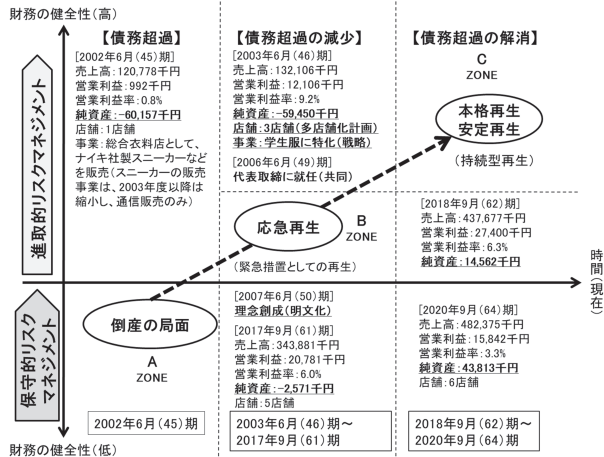 財務の健全性(高)
進取的リスクマネジメント
保守的リスク
マネジメント
財務の健全性(低)
【債務超過】
[2002年6月(45)期]
売上高:120,778千円
営業利益:992千円
営業利益率:0.8%
純資産:-60,157千円
店舗:1店舗
事業:総合衣料店として、
ナイキ社製スニーカーなど
を販売(スニーカーの販売
事業は、2003年度以降は
縮小し、通信販売のみ)
倒産の局面
A
ZONE
2002年6月(45)期
【債務超過の減少】
[2003年6月(46)期]
売上高:132,106千円
営業利益:12,106千円
営業利益率:9.2%
純資産:-59,450千円
店舗:3店舗(多店舗化計画)
事業:学生服に特化(戦略)
[2006年6月(49)期]
代表取締に就任(共同)
応急再生
B
ZONE
(緊急措置としての再生)
[2007年6月(50)期]
理念創成(明文化)
[2017年9月(61)期]
売上高:343,881千円
営業利益:20,781千円
営業利益率:6.0%
純資産:-2,571千円
店舗:5店舗
2003年6月(46)期~
2017年9月(61)期
【債務超過の解消】
C
ZONE
本格再生
安定再生
(持続型再生)
[2018年9月(62)期]
売上高:437,677千円
営業利益:27,400千円
営業利益率:6.3%
純資産:14,562千円
時間(現在)
[2020年9月(64)期]
売上高:482,375千円
営業利益:15,842千円
営業利益率:3.3%
純資産:43,813千円
店舗:6店舗
2018年9月(62)期~
2020年9月(64)期